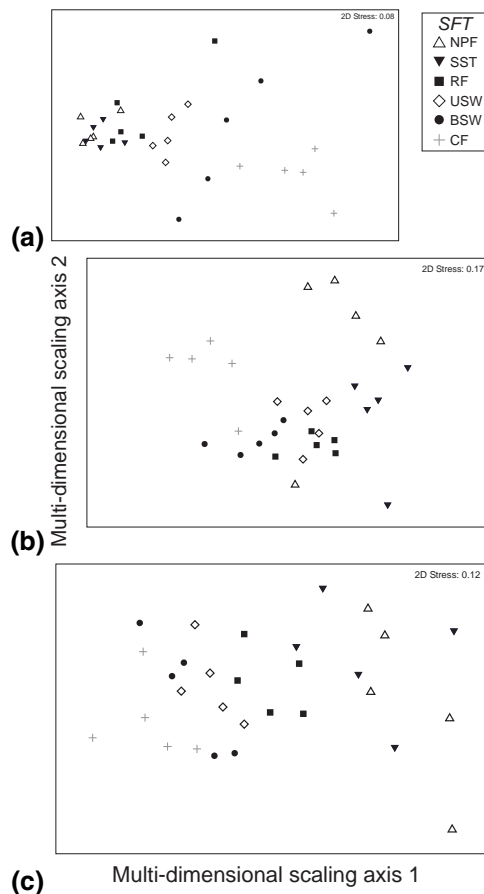 2D Stress: 0.08
SFT
NPF
SST
RF
USW
BSW
CF
(a)
Multi-dimensional scaling axis 2
2D Stress: 0.17
(b)
2D Stress: 0.12
(c)
Multi-dimensional scaling axis 1